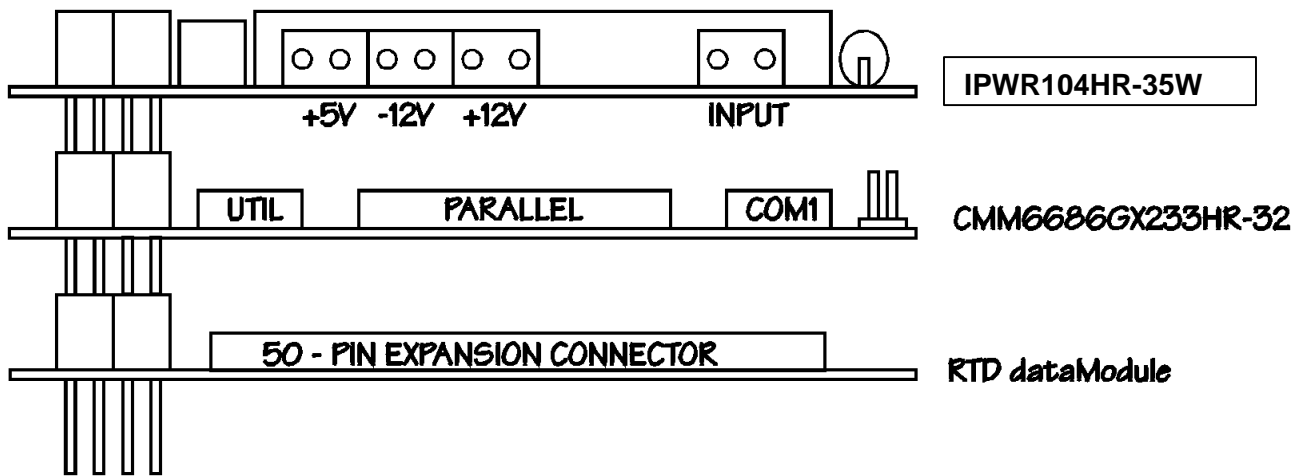 IPWR104HR-35W
+5V -12V +12V INPUT
UTIL PARALLEL COM1
CMM6686GX233HR-32
50 - PIN EXPANSION CONNECTOR
RTD dataModule